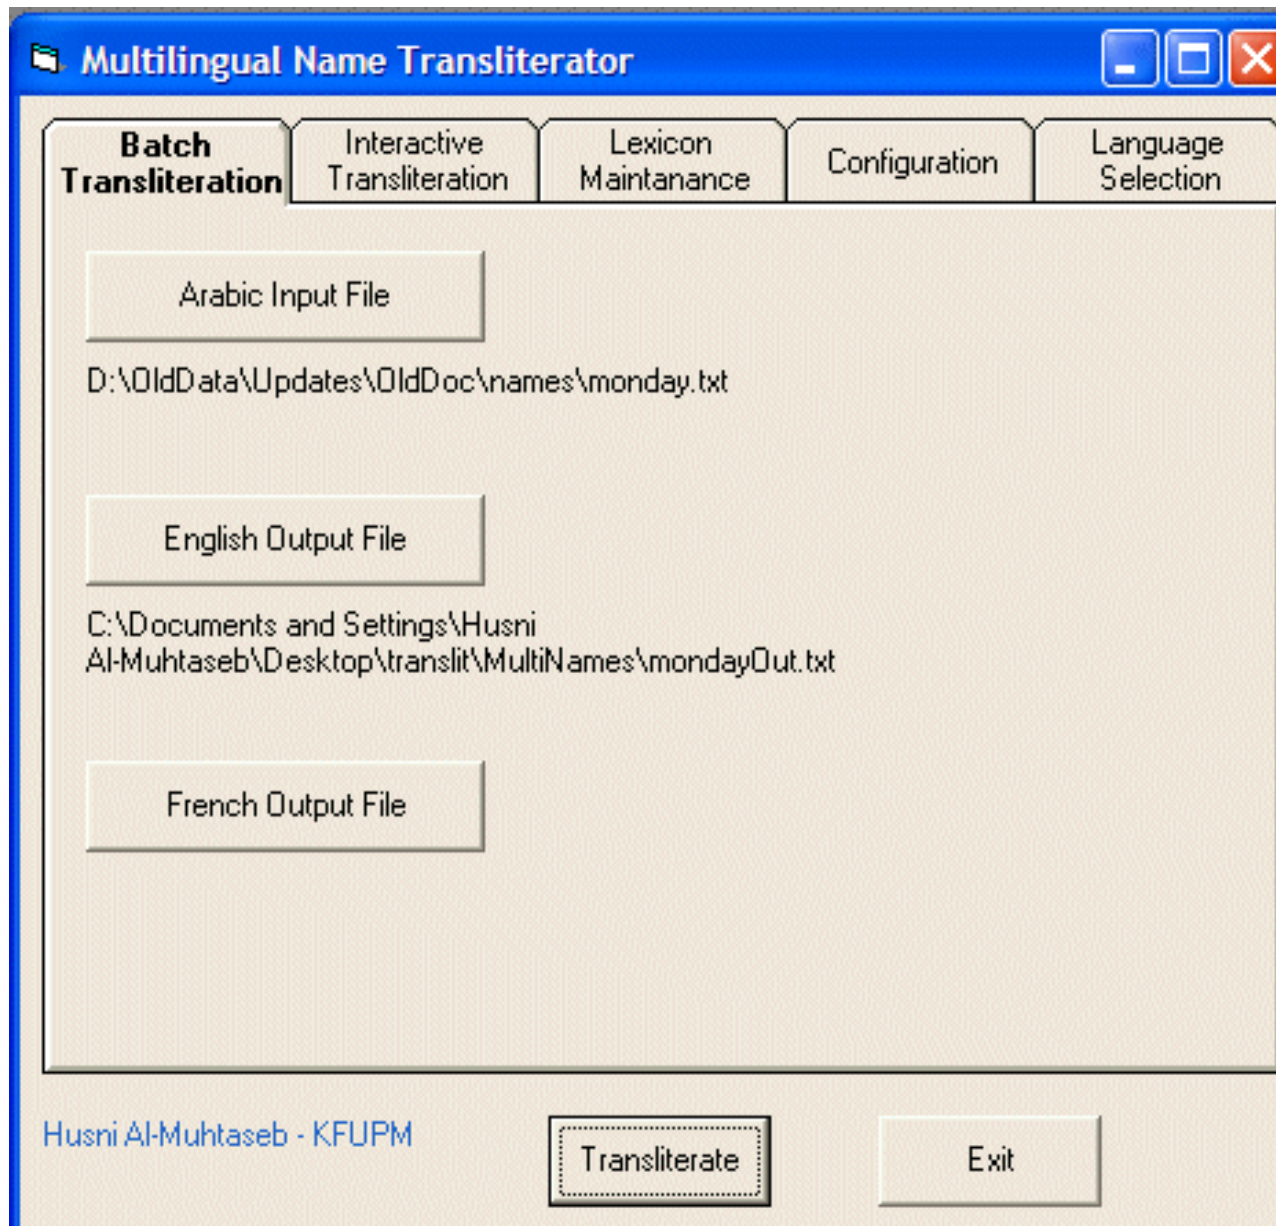 Multilingual Name Transliterator
Batch
Transliteration
Interactive
Transliteration
Lexicon
Maintanance
Configuration
Language
Selection
Arabic Input File
D:\OldData\Updates\OldDoc\names\monday.txt
English Output File
C:\Documents and Settings\Husni
Al-Muhtaseb\Desktop\translit\MultiNames\mondayOut.txt
French Output File
Husni Al-Muhtaseb - KFUPM
Transliterate
Exit